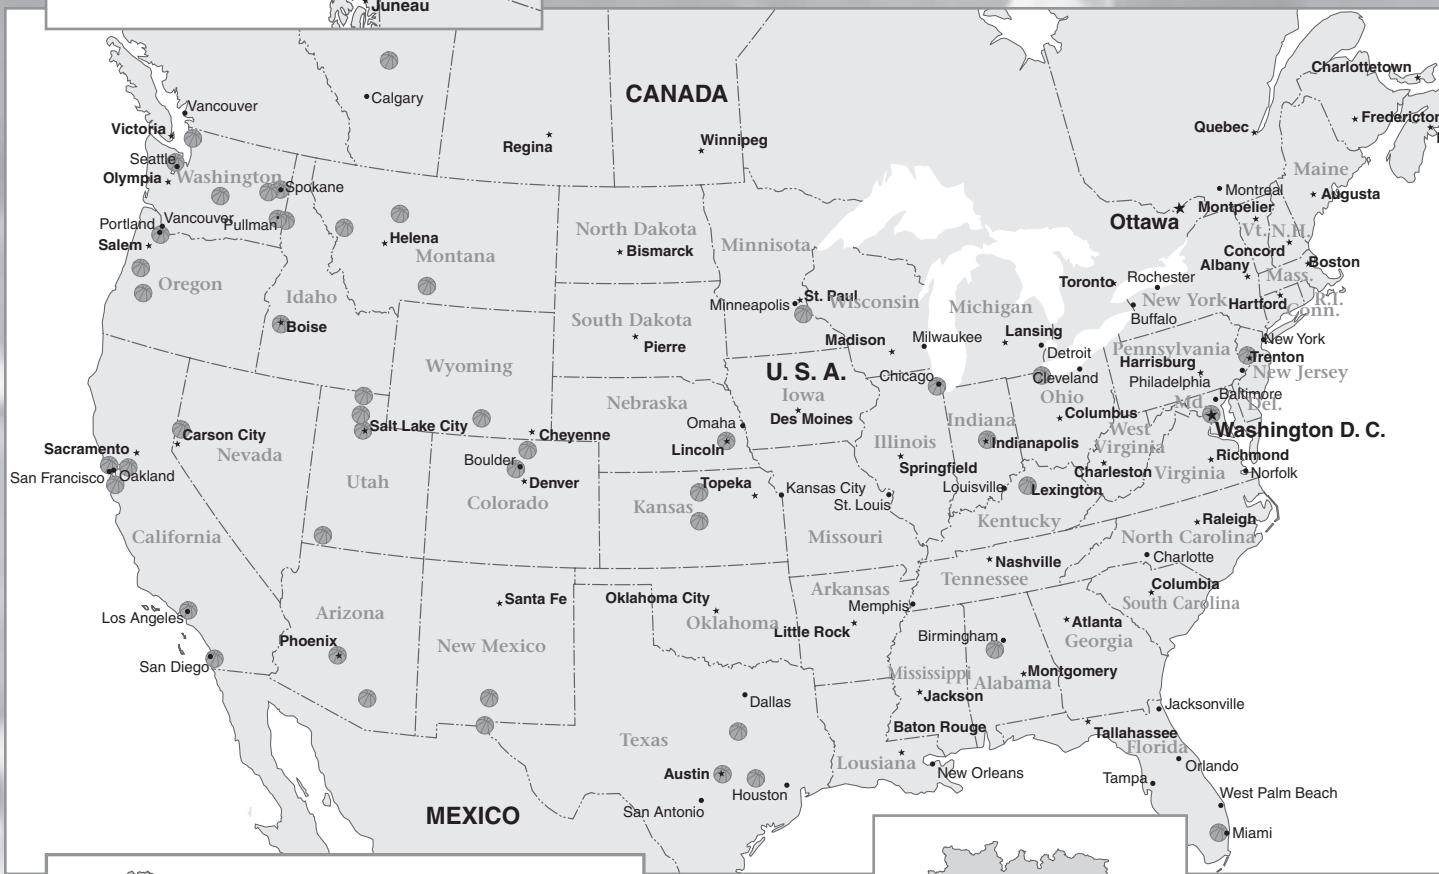 Juneau
Charlottetown
CANADA
Calgary
Vancouver
Fredericton
Victoria
Quebec
Regina
Winnipeg
Seattle
Olympia
Washington
Spokane
Maine
Montreal
Augusta
Portland
Vancouver
Pullman
Ottawa
Montpelier
Salem
Helena
Montana
North Dakota
Bismarck
Minnisota
Vt.
N.H.
Concord
Albany
Boston
Mass.
Oregon
Idaho
Toronto
Rochester
New York
Hartford
R.I.
Conn.
Buffalo
Minneapolis
St. Paul
Wisconsin
Michigan
Boise
South Dakota
Pierre
Madison
Milwaukee
Lansing
Detroit
New York
Pennsylvania
Harrisburg
Trenton
New Jersey
Wyoming
U. S. A.
Chicago
Cleveland
Philadelphia
Ohio
Nebraska
Iowa
Des Moines
Baltimore
Md.
Del.
Omaha
Indiana
Columbus
Washington D. C.
Carson City
Salt Lake City
Cheyenne
Lincoln
Illinois
Indianapolis
West
Virginia
Sacramento
Nevada
Boulder
Springfield
Charleston
Richmond
Virginia
Norfolk
San Francisco
Oakland
Utah
Denver
Colorado
Topeka
Kansas
Kansas City
St. Louis
Louisville
Lexington
California
Missouri
Kentucky
Raleigh
North Carolina
Charlotte
Nashville
Tennessee
Los Angeles
Arizona
Santa Fe
Oklahoma City
Oklahoma
Arkansas
Memphis
Little Rock
Columbia
South Carolina
Phoenix
New Mexico
Birmingham
Atlanta
Georgia
San Diego
Mississippi
Alabama
Montgomery
Jackson
Dallas
Jacksonville
Texas
Baton Rouge
Tallahassee
Florida
Lousiana
Austin
New Orleans
Orlando
Tampa
Houston
San Antonio
West Palm Beach
MEXICO
Miami